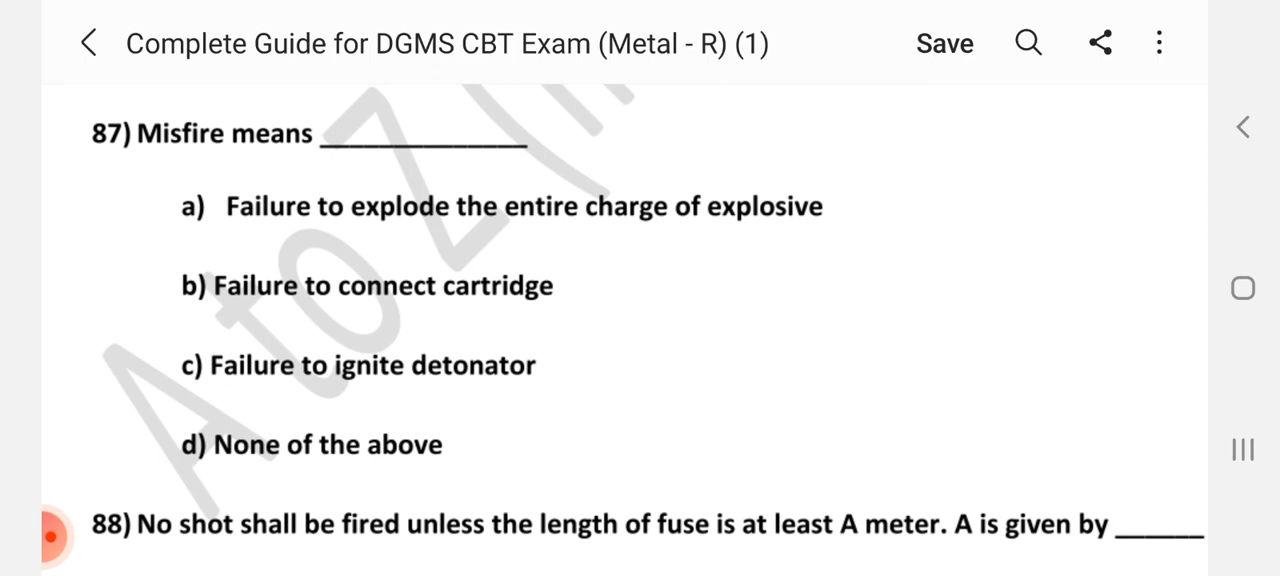 Complete Guide for DGMS CBT Exam (Metal - R) (1) Save
87) Misfire means ______________
a) Failure to explode the entire charge of explosive
b) Failure to connect cartridge
c) Failure to ignite detonator
d) None of the above
88) No shot shall be fired unless the length of fuse is at least A meter. A is given by ______
A to Z (